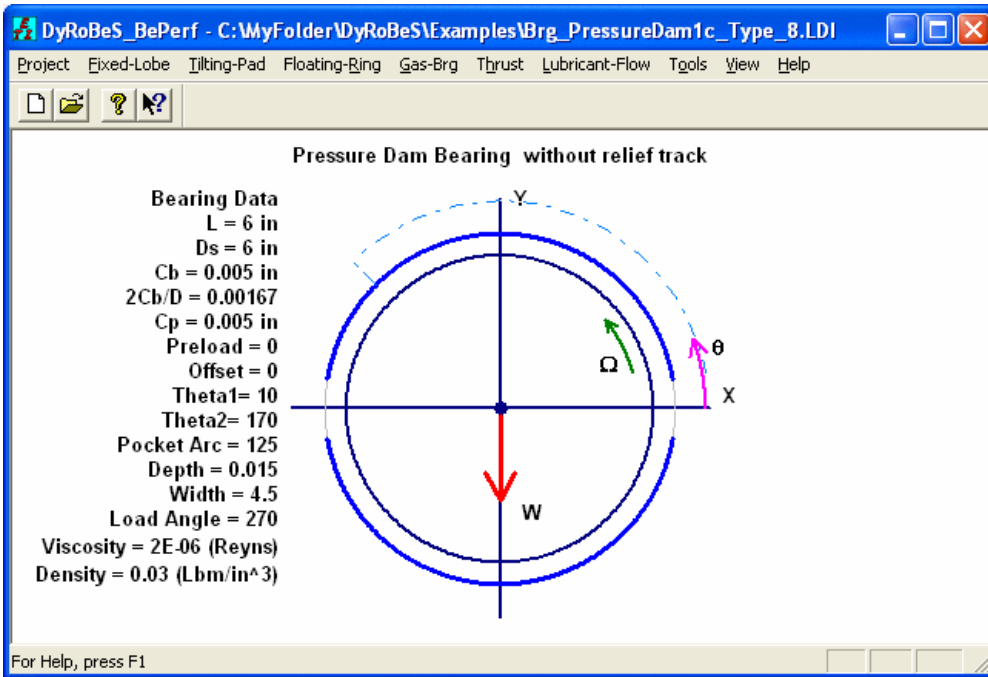 DyRoBeS_BePerf - C:\MyFolder\DyRoBeS\Examples\Brg_PressureDam1c_Type_8.LDI
Project Fixed-Lobe Tilting-Pad Floating-Ring Gas-Brg Thrust Lubricant-Flow Tools View Help
Pressure Dam Bearing without relief track
Bearing Data
L = 6 in
Ds = 6 in
Cb = 0.005 in
2Cb/D = 0.00167
Cp = 0.005 in
Preload = 0
Offset = 0
Theta1= 10
Theta2= 170
Pocket Arc = 125
Depth = 0.015
Width = 4.5
Load Angle = 270
Viscosity = 2E-06 (Reyns)
Density = 0.03 (Lbm/in^3)
Y
Ω
θ
X
W
For Help, press F1